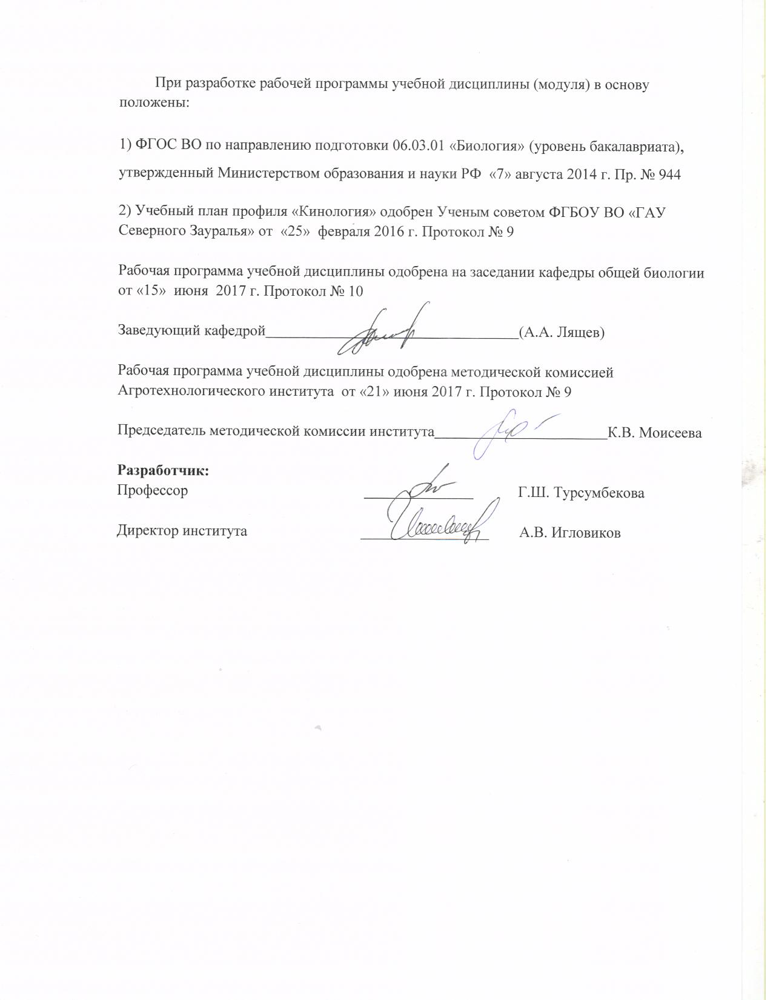 При разработке рабочей программы учебной дисциплины (модуля) в основу
положены:
1) ФГОС ВО по направлению подготовки 06.03.01 «Биология» (уровень бакалавриата),
утвержденный Министерством образования и науки РФ «7» августа 2014 г. Пр. № 944
2) Учебный план профиля «Кинология» одобрен Ученым советом ФГБОУ ВО «ГАУ
Северного Зауралья» от «25» февраля 2016 г. Протокол № 9
Рабочая программа учебной дисциплины одобрена на заседании кафедры общей биологии
от «15» июня 2017 г. Протокол № 10
Заведующий кафедрой________________________________(А.А. Лящев)
Рабочая программа учебной дисциплины одобрена методической комиссией
Агротехнологического института от «21» июня 2017 г. Протокол № 9
Председатель методической комиссии института______________________К.В. Моисеева
Разработчик:
Профессор ______________ Г.Ш. Турсумбекова
Директор института ________________ А.В. Игловиков